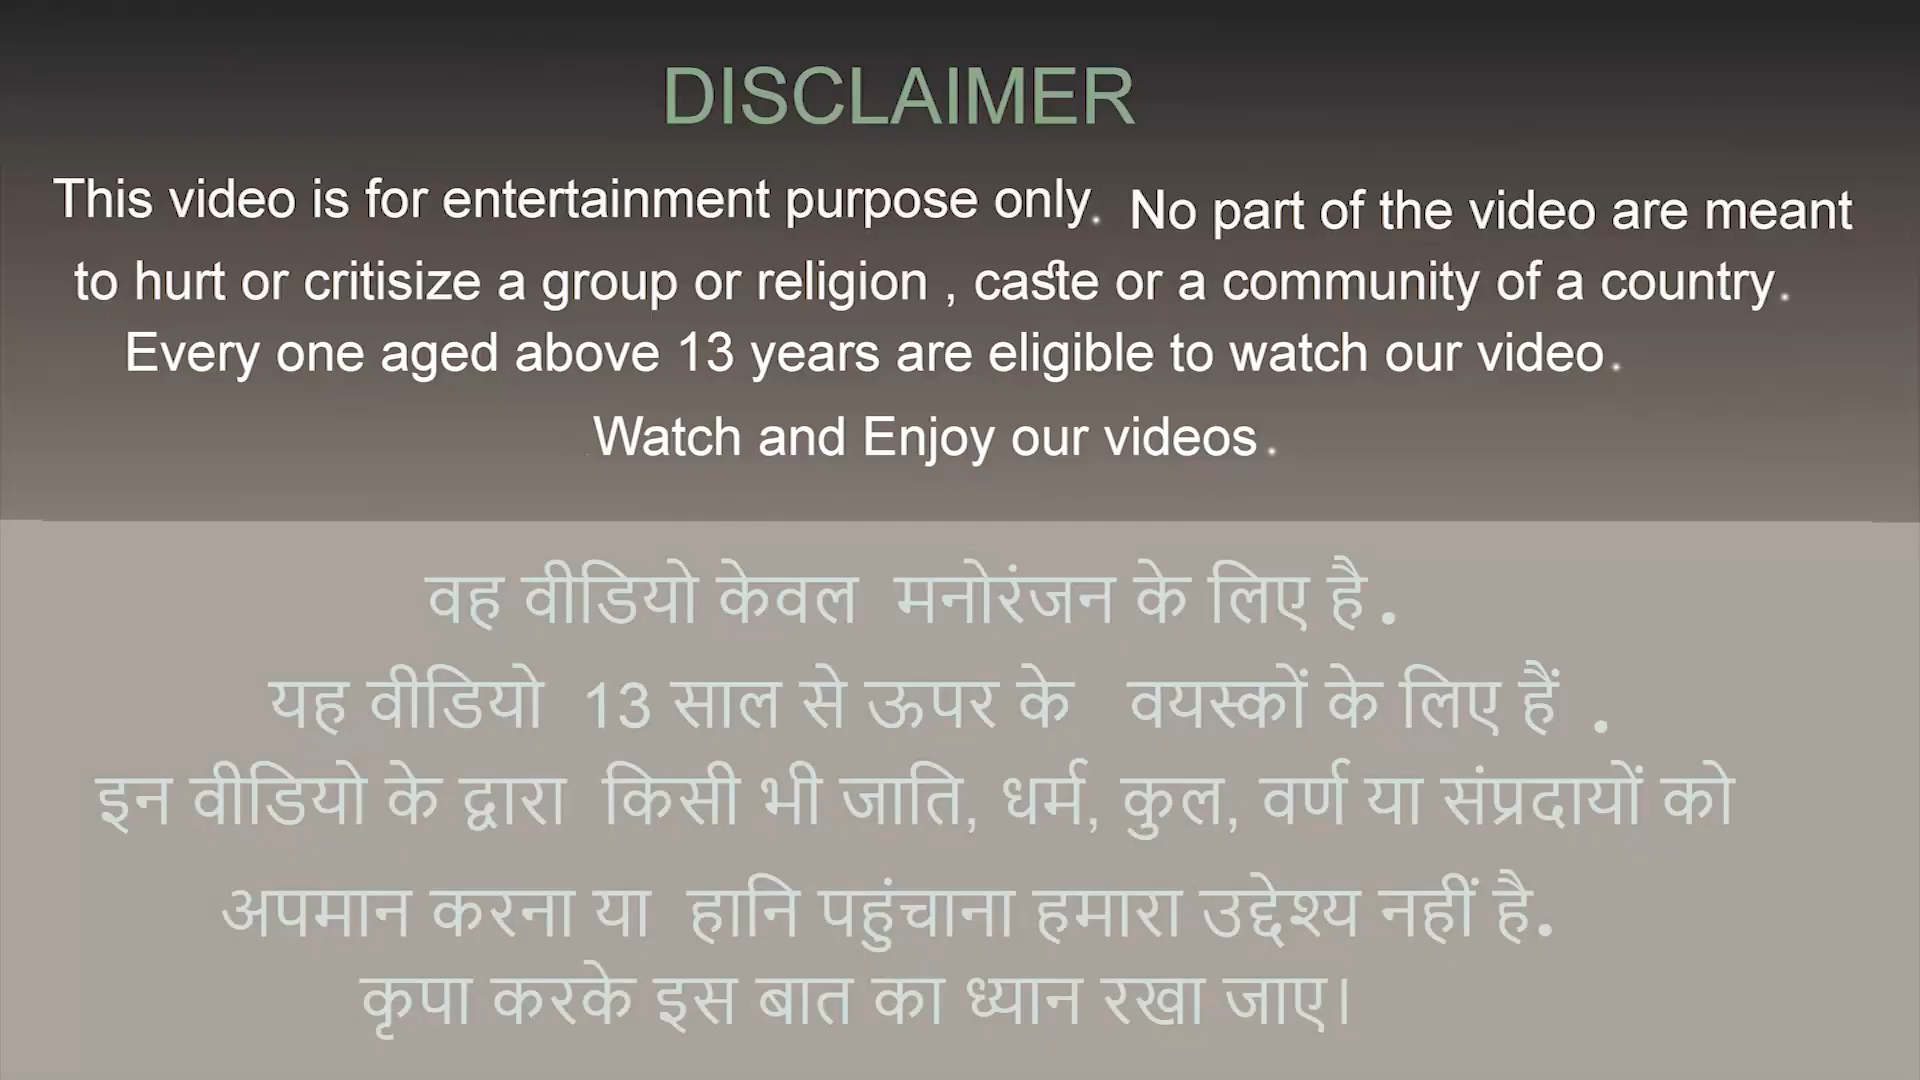 DISCLAIMER
This video is for entertainment purpose only. No part of the video are meant
to hurt or critisize a group or religion , caste or a community of a country.
Every one aged above 13 years are eligible to watch our video.
Watch and Enjoy our videos.
वह वीडियो केवल मनोरंजन के लिए है.
यह वीडियो 13 साल से ऊपर के वयस्कों के लिए हैं .
इन वीडियो के द्वारा किसी भी जाति, धर्म, कुल, वर्ण या संप्रदायों को
अपमान करना या हानि पहुंचाना हमारा उद्देश्य नहीं है.
कृपा करके इस बात का ध्यान रखा जाए।